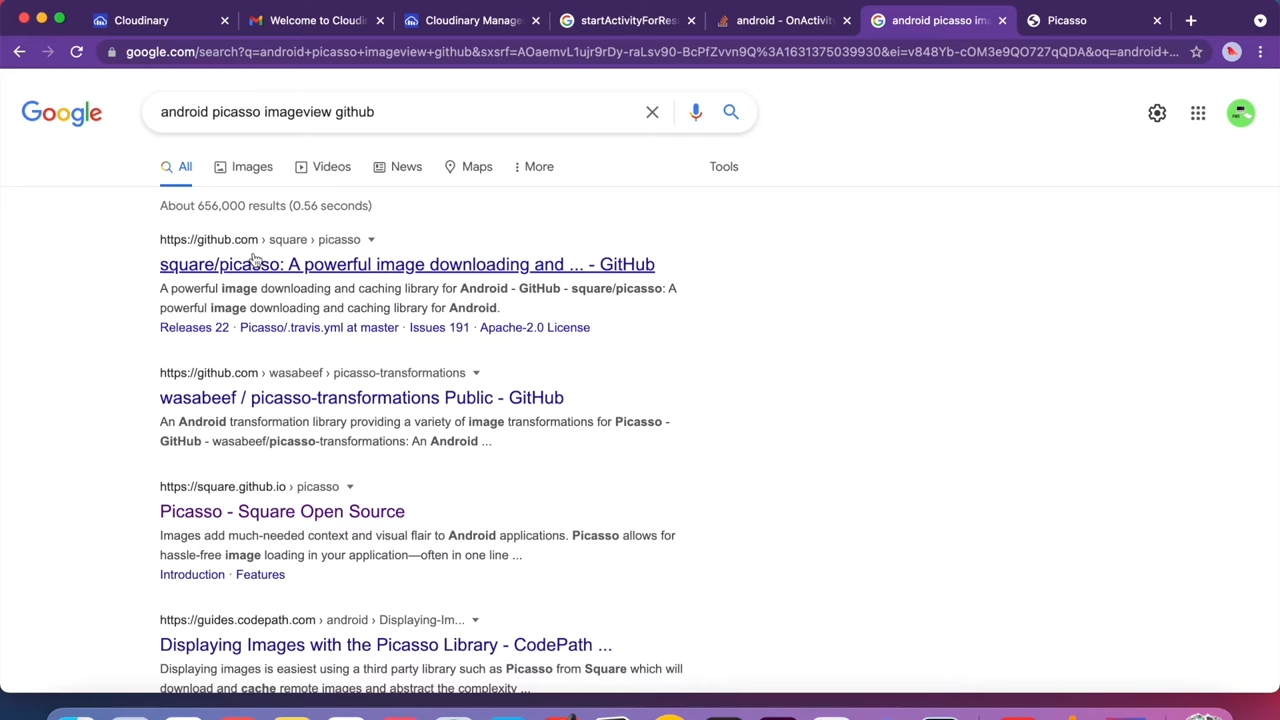 Cloudinary
Welcome to Cloudin
Cloudinary Manage
startActivityForRes
android - OnActivity
android picasso ima
Picasso
google.com/search?q=android+picasso+imageview+github&sxsrf=AOaemvL1ujr9rDy-raLsv90-BcPfZvvn9Q%3A1631375039930&ei=v848Yb-cOM3e9QO727qQDA&oq=android+...
Google
android picasso imageview github
All
Images
Videos
News
Maps
More
Tools
About 656,000 results (0.56 seconds)
https://github.com › square › picasso
square/picasso: A powerful image downloading and ... - GitHub
A powerful image downloading and caching library for Android - GitHub - square/picasso: A
powerful image downloading and caching library for Android.
Releases 22 · Picasso/.travis.yml at master · Issues 191 · Apache-2.0 License
https://github.com › wasabeef › picasso-transformations
wasabeef / picasso-transformations Public - GitHub
An Android transformation library providing a variety of image transformations for Picasso -
GitHub - wasabeef/picasso-transformations: An Android ...
https://square.github.io › picasso
Picasso - Square Open Source
Images add much-needed context and visual flair to Android applications. Picasso allows for
hassle-free image loading in your application—often in one line ...
Introduction · Features
https://guides.codepath.com › android › Displaying-Im...
Displaying Images with the Picasso Library - CodePath ...
Displaying images is easiest using a third party library such as Picasso from Square which will
download and cache remote images and abstract the complexity ...